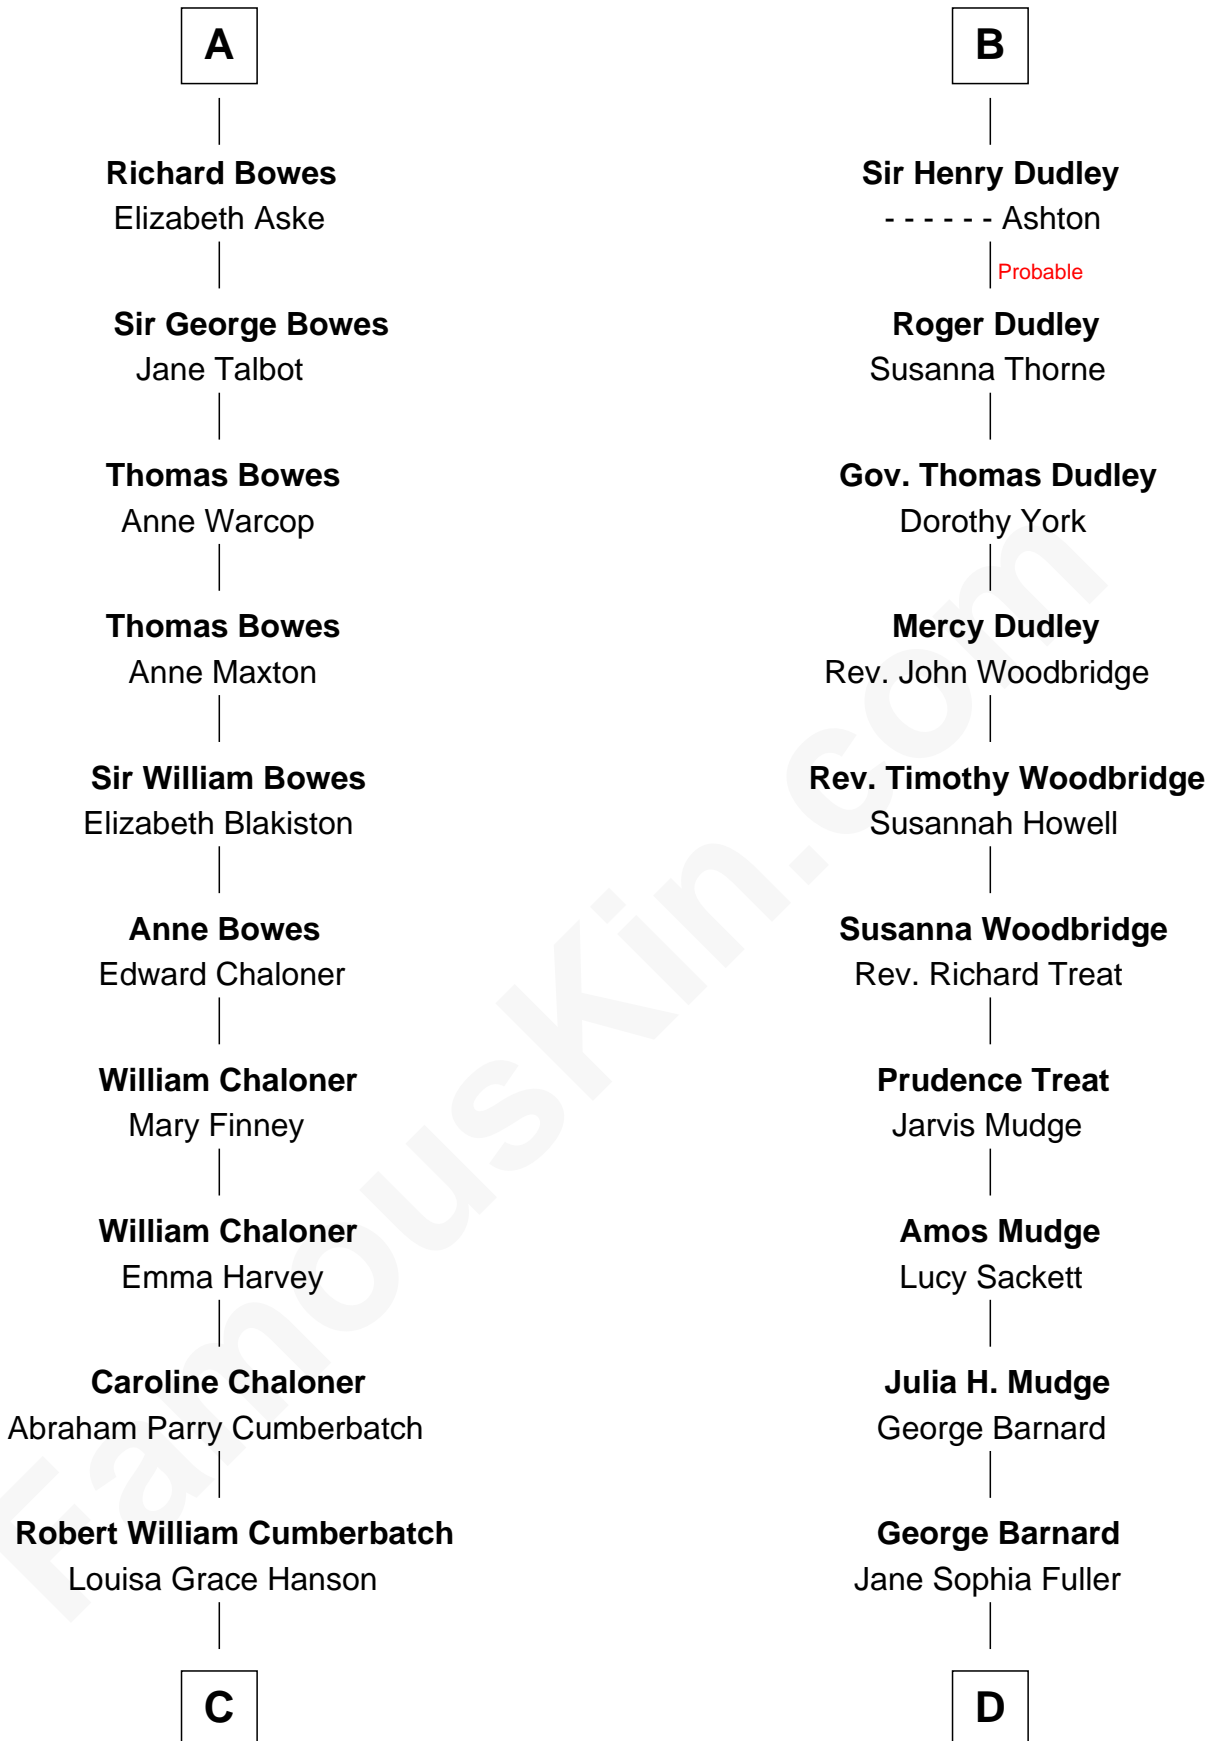 A
Richard Bowes
Elizabeth Aske
Sir George Bowes
Jane Talbot
Thomas Bowes
Anne Warcop
Thomas Bowes
Anne Maxton
Sir William Bowes
Elizabeth Blakiston
Anne Bowes
Edward Chaloner
William Chaloner
Mary Finney
William Chaloner
Emma Harvey
Caroline Chaloner
Abraham Parry Cumberbatch
Robert William Cumberbatch
Louisa Grace Hanson
C
B
Sir Henry Dudley
- - - - - - Ashton
Probable
Roger Dudley
Susanna Thorne
Gov. Thomas Dudley
Dorothy York
Mercy Dudley
Rev. John Woodbridge
Rev. Timothy Woodbridge
Susannah Howell
Susanna Woodbridge
Rev. Richard Treat
Prudence Treat
Jarvis Mudge
Amos Mudge
Lucy Sackett
Julia H. Mudge
George Barnard
George Barnard
Jane Sophia Fuller
D
FamousKin.com